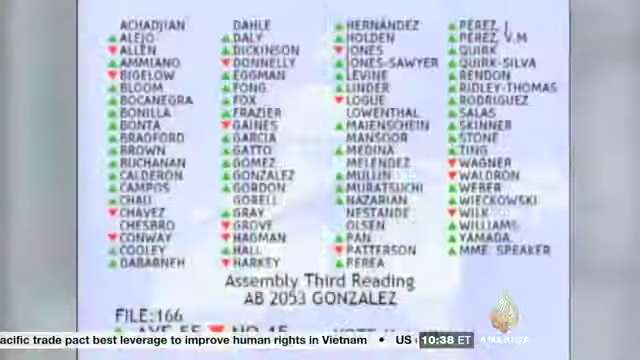 ACHADJIAN DAHLE HERNÁNDEZ PÉREZ, J.
ALEJO DALY HOLDEN PÉREZ, V.M
ALLEN DICKINSON JONES QUIRK
AMMIANO DONNELLY JONES-SAWYER QUIRK-SILVA
BIGELOW EGGMAN LEVINE RENDON
BLOOM FONG LINDER RIDLEY-THOMAS
BOCANEGRA FOX LOGUE RODRIGUEZ
BONILLA FRAZIER LOWENTHAL SALAS
BONTA GAINES MAIENSCHEIN SKINNER
BRADFORD GARCIA MANSOOR STONE
BROWN GATTO MEDINA TING
BUCHANAN GOMEZ MELENDEZ WAGNER
CALDERON GONZALEZ MULLIN WALDRON
CAMPOS GORDON MURATSUCHI WEBER
CHAU GORELL NAZARIAN WIECKOWSKI
CHÁVEZ GRAY NESTANDE WILK
CHESBRO GROVE OLSEN WILLIAMS
CONWAY HAGMAN PAN YAMADA
COOLEY HALL PATTERSON MME. SPEAKER
DABABNEH HARKEY PEREA
Assembly Third Reading
AB 2053 GONZALEZ
FILE:166
AYE 55 NO 15
acific trade pact best leverage to improve human rights in Vietnam • US 10:38 ET AMERICA